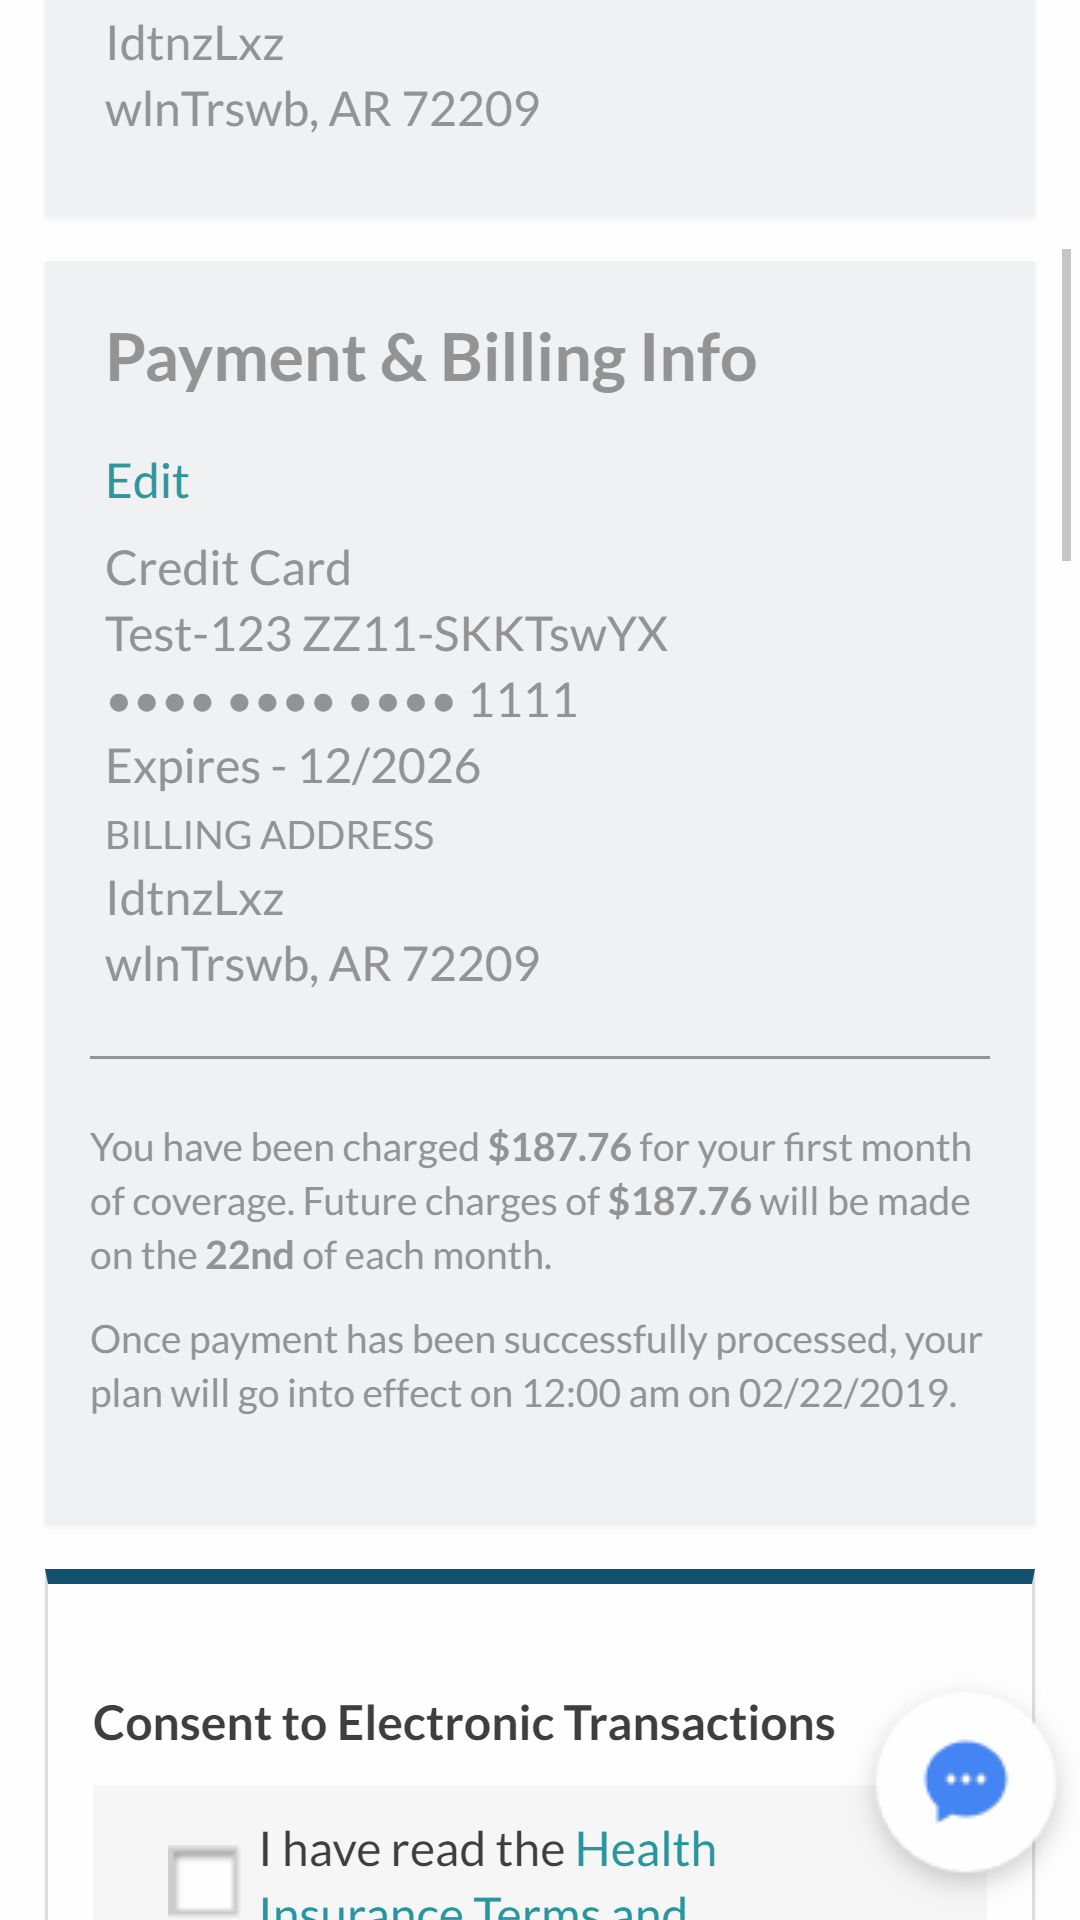 IdtnzLxz
wlnTrswb, AR 72209
Payment & Billing Info
Edit
Credit Card
Test-123 ZZ11-SKKTswYX
•••• •••• •••• 1111
Expires - 12/2026
BILLING ADDRESS
IdtnzLxz
wlnTrswb, AR 72209
You have been charged $187.76 for your first month
of coverage. Future charges of $187.76 will be made
on the 22nd of each month.
Once payment has been successfully processed, your
plan will go into effect on 12:00 am on 02/22/2019.
Consent to Electronic Transactions
I have read the Health
Insurance Terms and